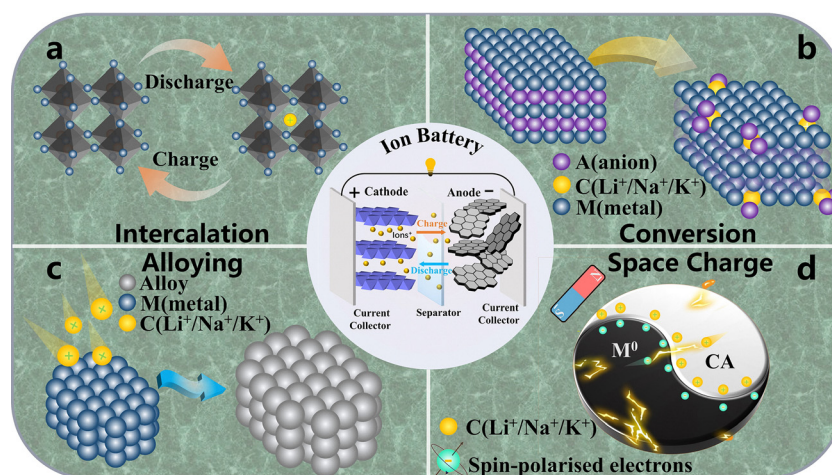 a
Discharge
Charge
Intercalation
b
A(anion)
C(Li⁺/Na⁺/K⁺)
M(metal)
Conversion
Ion Battery
+ Cathode
Anode −
Ions⁺
Charge
Discharge
Current
Collector
Separator
Current
Collector
c
Alloying
Alloy
M(metal)
C(Li⁺/Na⁺/K⁺)
Space Charge
d
N
S
M⁰
CA
C(Li⁺/Na⁺/K⁺)
Spin-polarised electrons